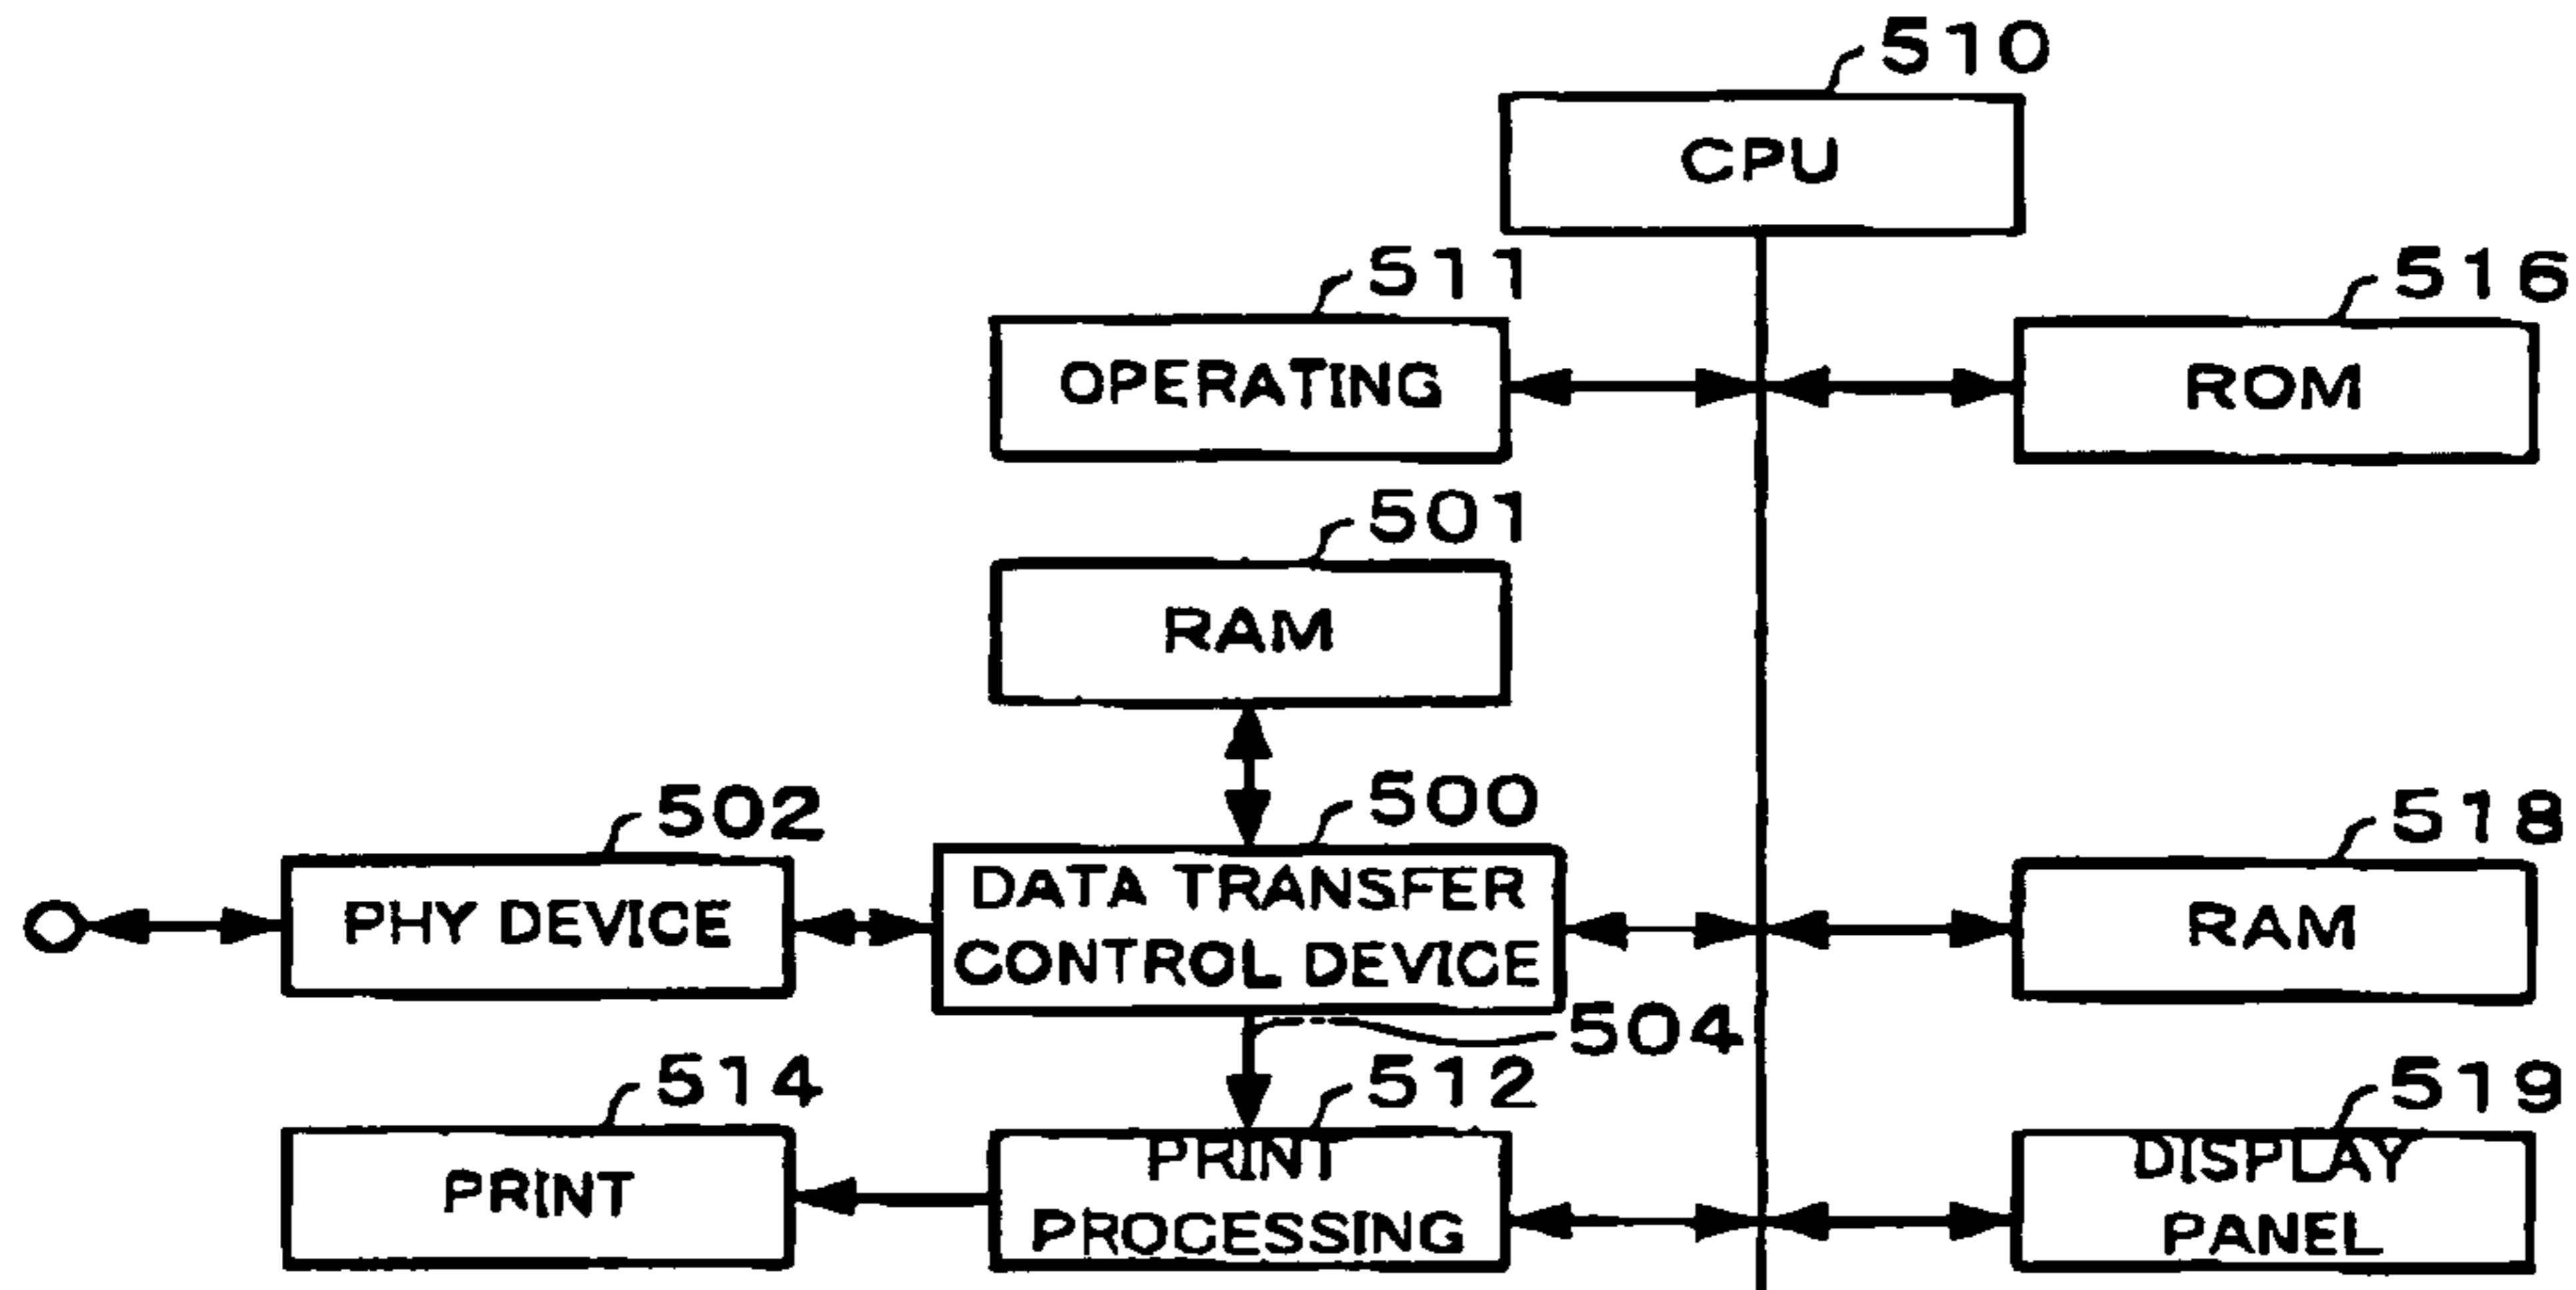 510
CPU
511
516
OPERATING
ROM
501
RAM
502
500
518
PHY DEVICE
DATA TRANSFER
CONTROL DEVICE
RAM
504
514
512
519
PRINT
PRINT
PROCESSING
DISPLAY
PANEL